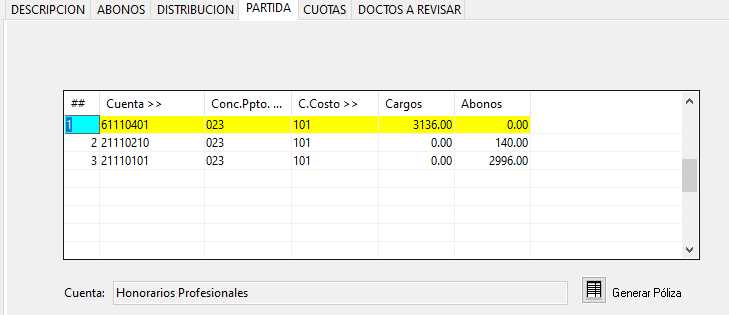 DESCRIPCION ABONOS DISTRIBUCION PARTIDA CUOTAS DOCTOS A REVISAR
## Cuenta >> Conc.Ppto. ... C.Costo >> Cargos Abonos
1 61110401 023 101 3136.00 0.00
2 21110210 023 101 0.00 140.00
3 21110101 023 101 0.00 2996.00
Cuenta: Honorarios Profesionales Generar Póliza